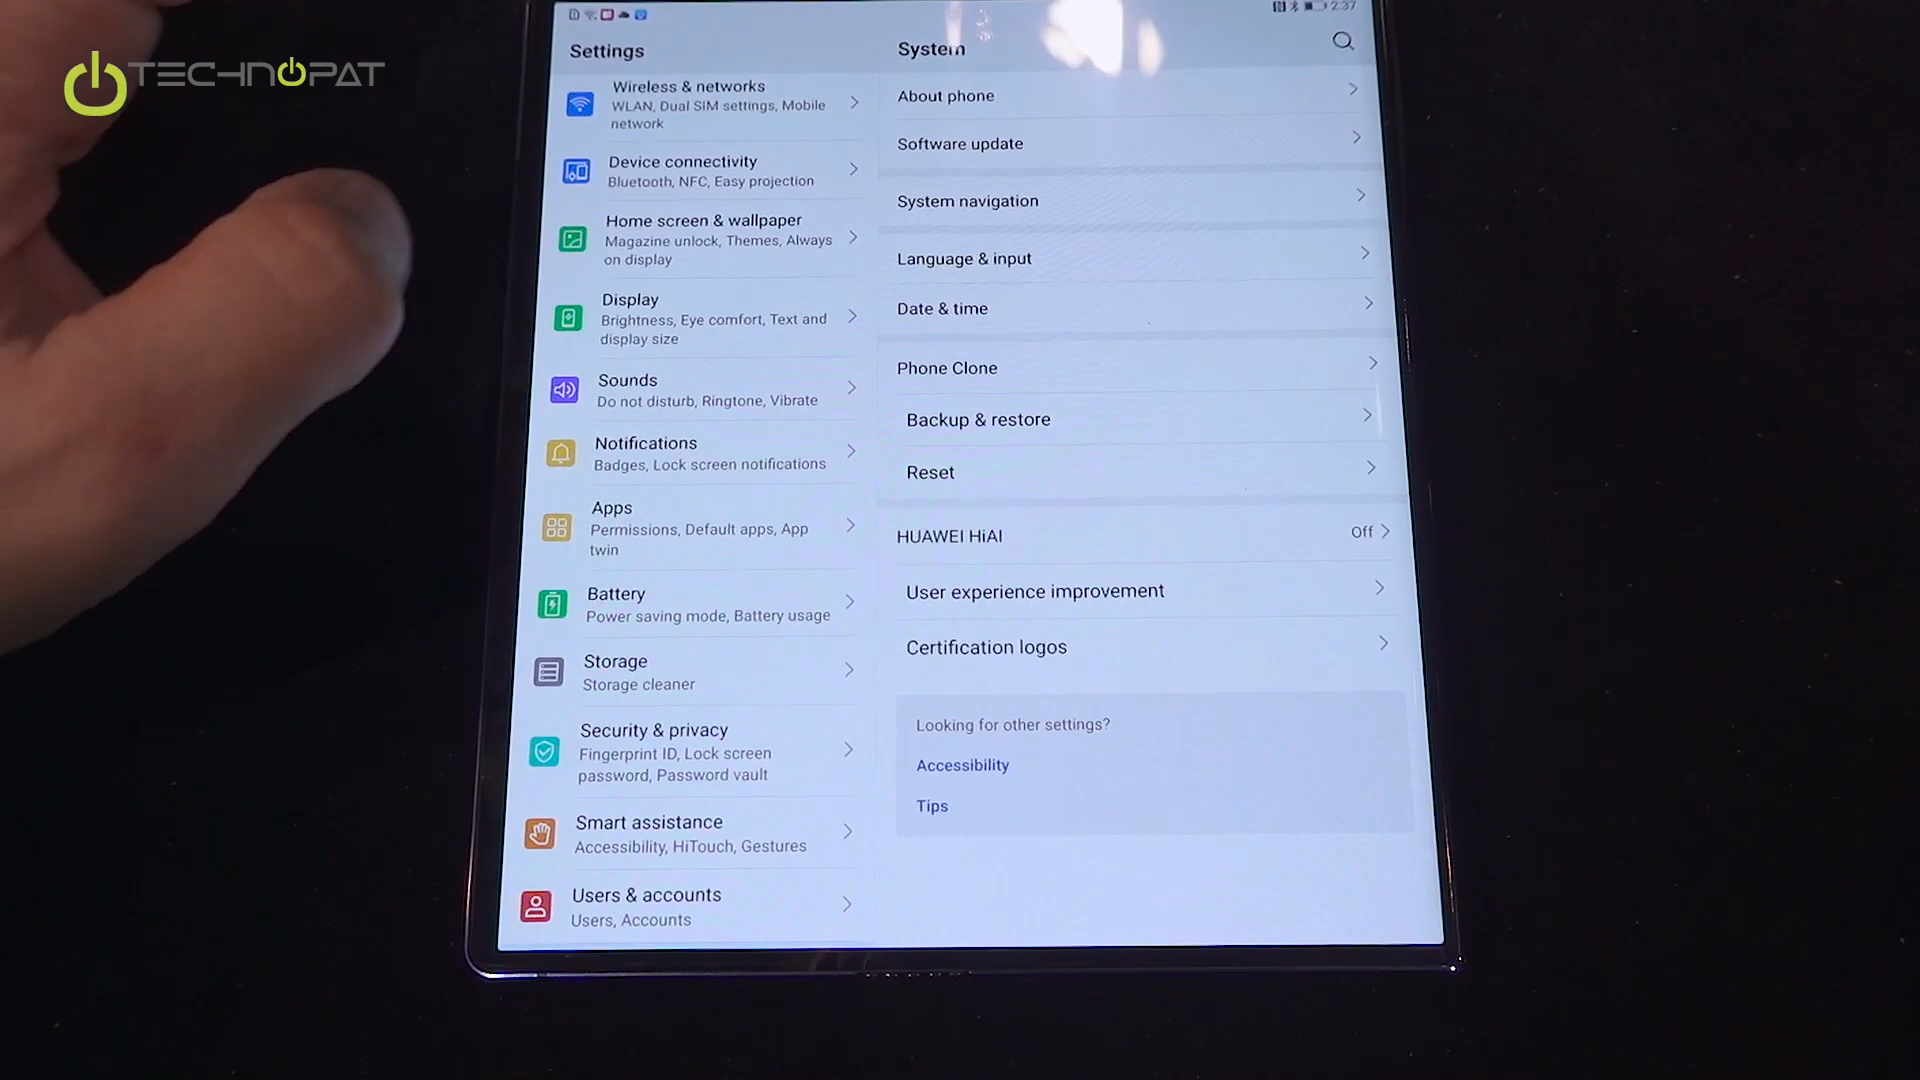 TECHNOPAT
2:37
Settings
Wireless & networks
WLAN, Dual SIM settings, Mobile
network
Device connectivity
Bluetooth, NFC, Easy projection
Home screen & wallpaper
Magazine unlock, Themes, Always
on display
Display
Brightness, Eye comfort, Text and
display size
Sounds
Do not disturb, Ringtone, Vibrate
Notifications
Badges, Lock screen notifications
Apps
Permissions, Default apps, App
twin
Battery
Power saving mode, Battery usage
Storage
Storage cleaner
Security & privacy
Fingerprint ID, Lock screen
password, Password vault
Smart assistance
Accessibility, HiTouch, Gestures
Users & accounts
Users, Accounts
System
About phone
Software update
System navigation
Language & input
Date & time
Phone Clone
Backup & restore
Reset
HUAWEI HiAI
Off
User experience improvement
Certification logos
Looking for other settings?
Accessibility
Tips